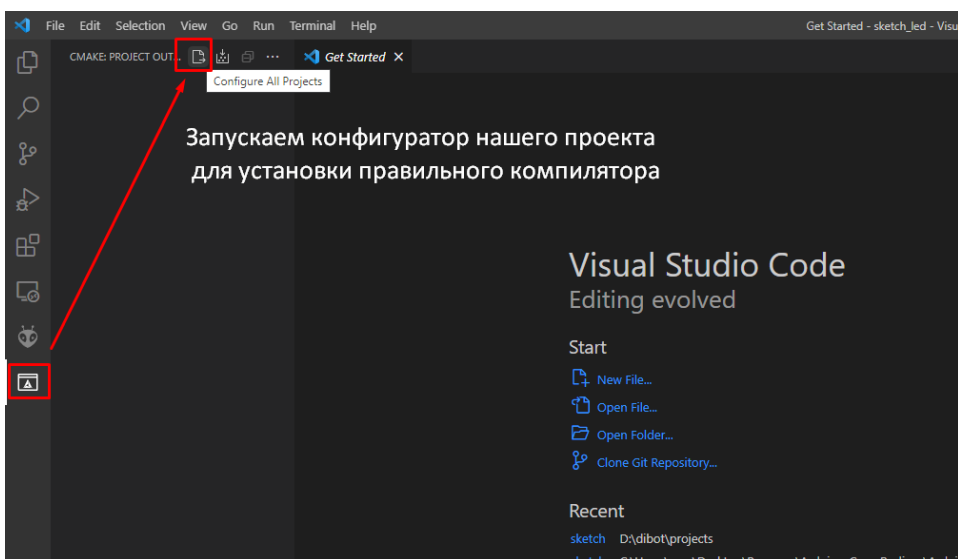 File Edit Selection View Go Run Terminal Help
Get Started - sketch_led - Visu
CMAKE: PROJECT OUT...
Get Started
Configure All Projects
Запускаем конфигуратор нашего проекта
для установки правильного компилятора
Visual Studio Code
Editing evolved
Start
New File...
Open File...
Open Folder...
Clone Git Repository...
Recent
sketch D:\dibot\projects